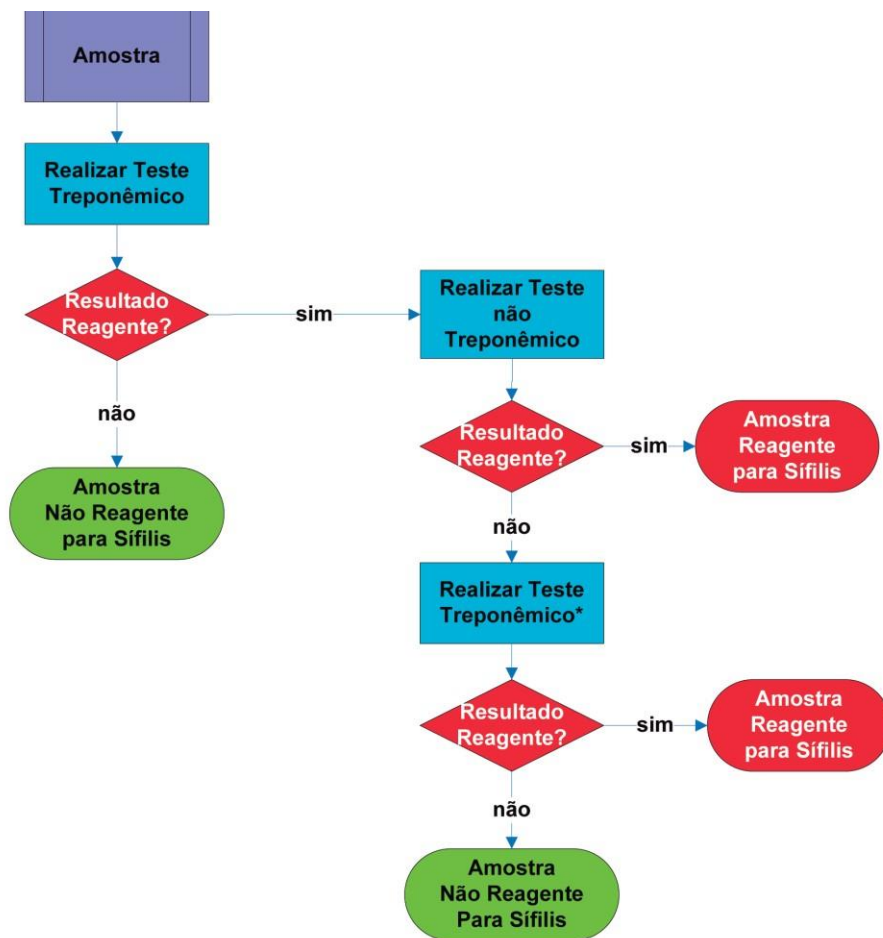 Amostra
Realizar Teste
Treponêmico
Resultado
Reagente?
sim
não
Amostra
Não Reagente
para Sífilis
Realizar Teste
não
Treponêmico
Resultado
Reagente?
sim
Amostra
Reagente
para Sífilis
não
Realizar Teste
Treponêmico*
Resultado
Reagente?
sim
Amostra
Reagente
para Sífilis
não
Amostra
Não Reagente
Para Sífilis